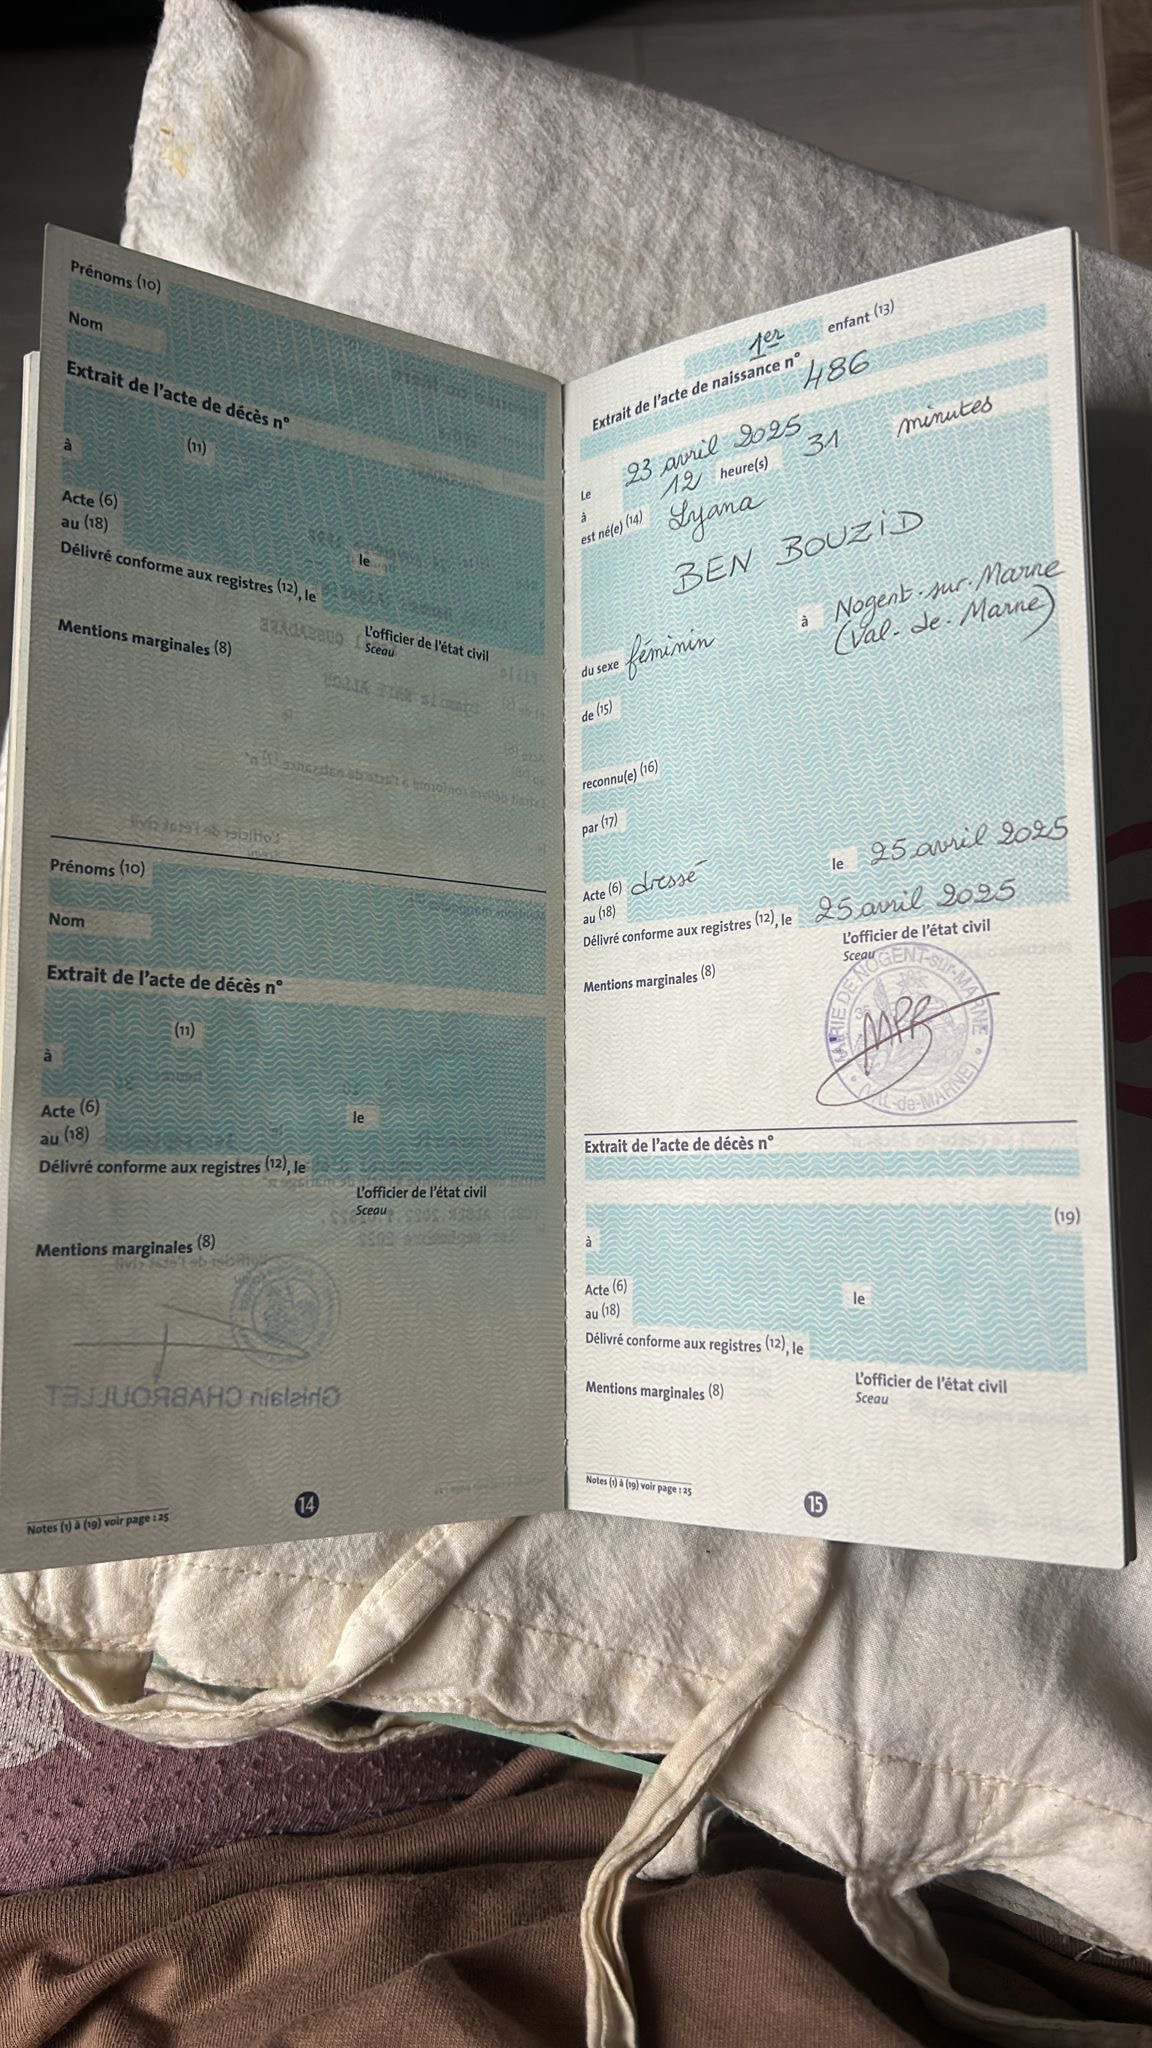 Prénoms (10)
Nom
Extrait de l'acte de décès n°
à (11)
Acte (6)
au (18) le
Délivré conforme aux registres (12), le
L'officier de l'état civil
Sceau
Mentions marginales (8)
Prénoms (10)
Nom
Extrait de l'acte de décès n°
(11)
à
Acte (6)
au (18) le
Délivré conforme aux registres (12), le
L'officier de l'état civil
Sceau
Mentions marginales (8)
Ghislain CHABROULLET
Notes (1) à (19) voir page : 25
14
1er enfant (13)
Extrait de l'acte de naissance n° 486
Le 23 avril 2025
à 12 heure(s) 31 minutes
est né(e) (14) Lyana
BEN BOUZID
du sexe féminin à Nogent-sur-Marne
(Val-de-Marne)
de (15)
reconnu(e) (16)
par (17)
Acte (6) dressé le 25 avril 2025
au (18)
Délivré conforme aux registres (12), le 25 avril 2025
L'officier de l'état civil
Sceau
MAIRIE DE NOGENT-sur-MARNE
(VAL-de-MARNE)
Mentions marginales (8)
Extrait de l'acte de décès n°
(19)
à
Acte (6)
au (18) le
Délivré conforme aux registres (12), le
L'officier de l'état civil
Sceau
Mentions marginales (8)
Notes (1) à (19) voir page : 25
15